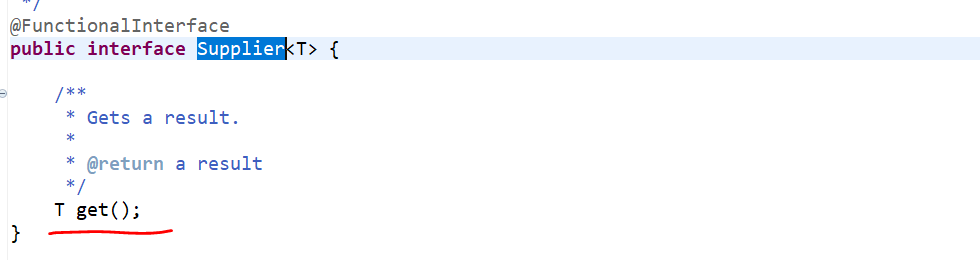 */
@FunctionalInterface
public interface Supplier<T> {
/**
* Gets a result.
*
* @return a result
*/
T get();
}